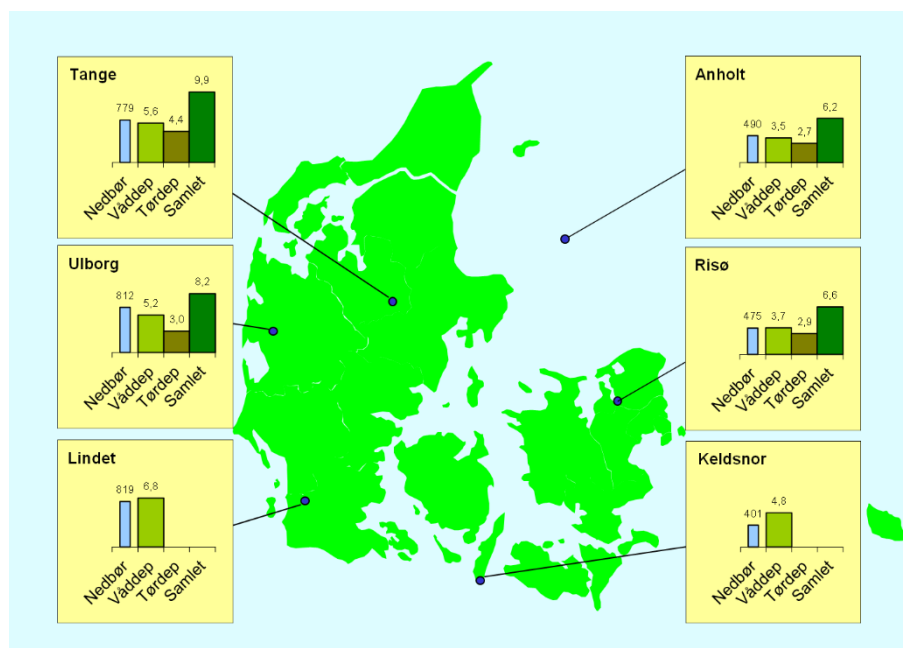 Tange
9,9
779
5,6
4,4
Nedbør
Våddep
Tørdep
Samlet
Ulborg
8,2
812
5,2
3,0
Nedbør
Våddep
Tørdep
Samlet
Lindet
819
6,8
Nedbør
Våddep
Tørdep
Samlet
Anholt
6,2
490
3,5
2,7
Nedbør
Våddep
Tørdep
Samlet
Risø
6,6
475
3,7
2,9
Nedbør
Våddep
Tørdep
Samlet
Keldsnor
4,8
401
Nedbør
Våddep
Tørdep
Samlet